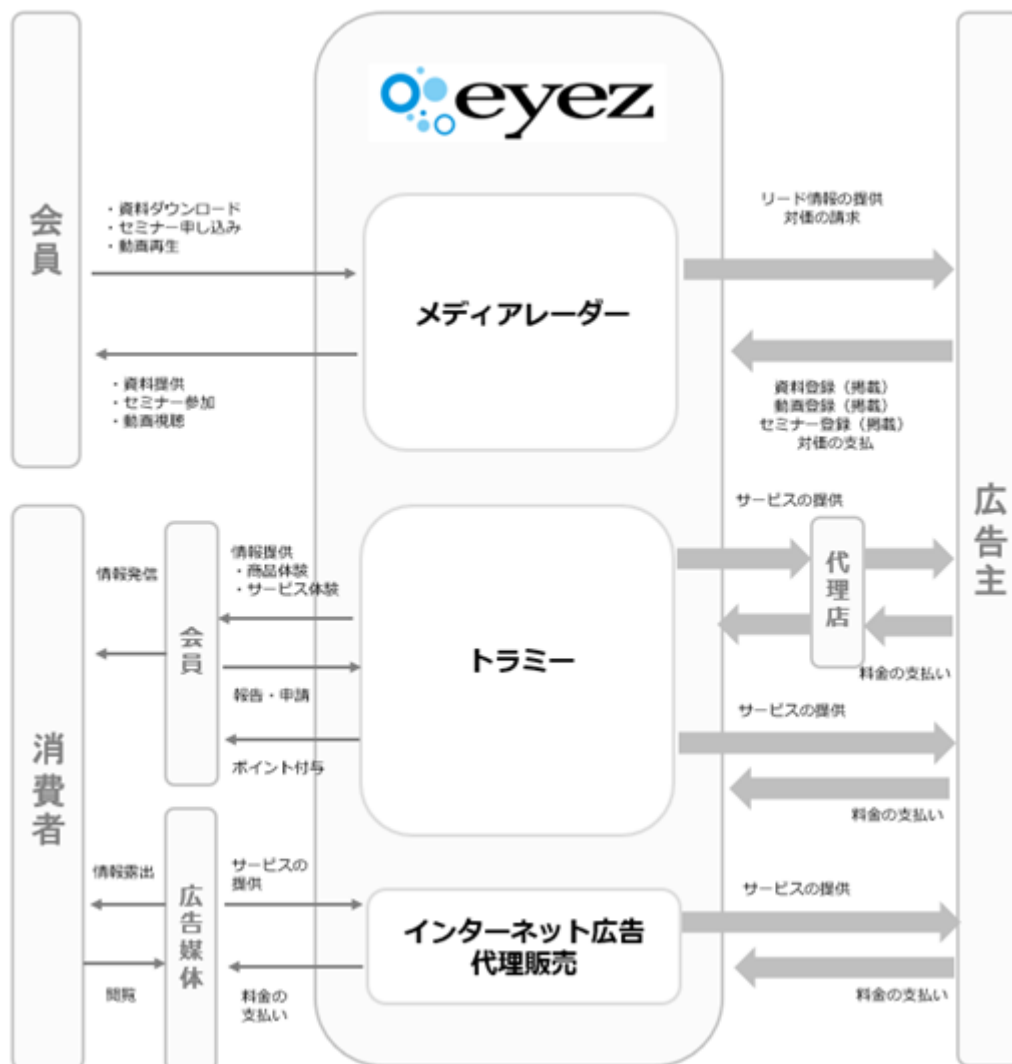 eyez
会員
・資料ダウンロード
・セミナー申し込み
・動画再生
・資料提供
・セミナー参加
・動画視聴
メディアレーダー
リード情報の提供
対価の請求
資料登録（掲載）
動画登録（掲載）
セミナー登録（掲載）
対価の支払
広告主
消費者
情報発信
会員
情報提供
・商品体験
・サービス体験
報告・申請
ポイント付与
トラミー
サービスの提供
代理店
料金の支払い
サービスの提供
料金の支払い
情報露出
閲覧
広告媒体
サービスの
提供
料金の
支払い
インターネット広告
代理販売
サービスの提供
料金の支払い